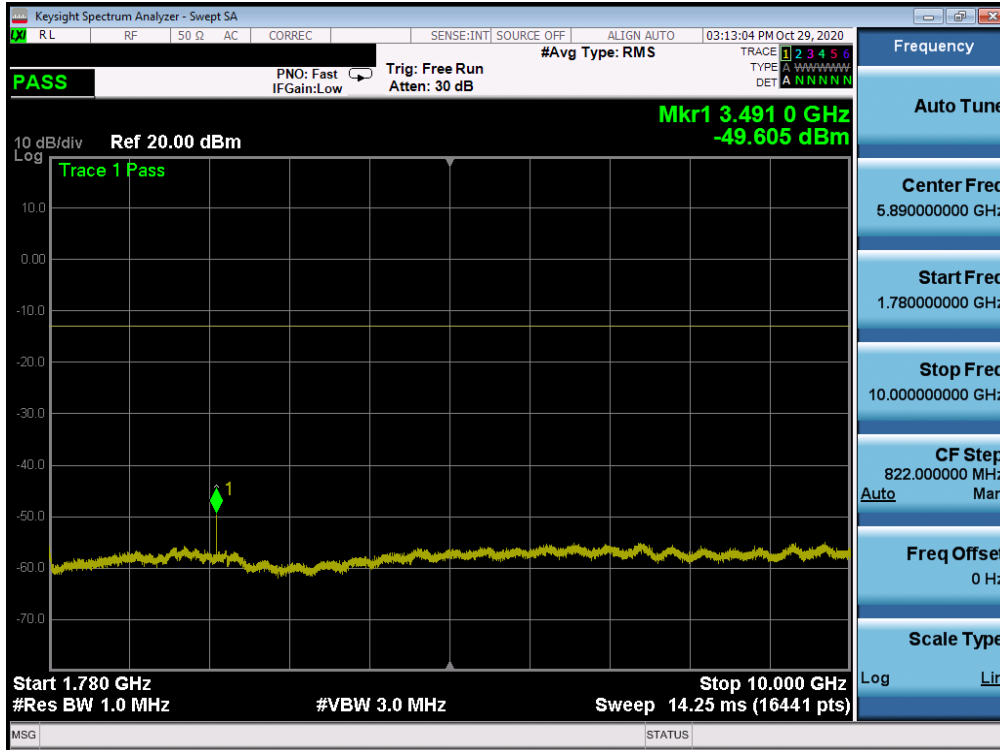 Keysight Spectrum Analyzer - Swept SA
LXI RL RF 50 Ω AC CORREC SENSE:INT SOURCE OFF ALIGN AUTO 03:13:04 PM Oct 29, 2020
#Avg Type: RMS
TRACE 1 2 3 4 5 6
TYPE A WWWWW
DET A N N N N N
PASS
PNO: Fast
IFGain:Low
Trig: Free Run
Atten: 30 dB
Mkr1 3.491 0 GHz
-49.605 dBm
10 dB/div Ref 20.00 dBm
Log
Trace 1 Pass
10.0
0.00
-10.0
-20.0
-30.0
-40.0
-50.0
-60.0
-70.0
1
Start 1.780 GHz Stop 10.000 GHz
#Res BW 1.0 MHz #VBW 3.0 MHz Sweep 14.25 ms (16441 pts)
MSG STATUS
Frequency
Auto Tune
Center Freq
5.890000000 GHz
Start Freq
1.780000000 GHz
Stop Freq
10.000000000 GHz
CF Step
822.000000 MHz
Auto Man
Freq Offset
0 Hz
Scale Type
Log Lin